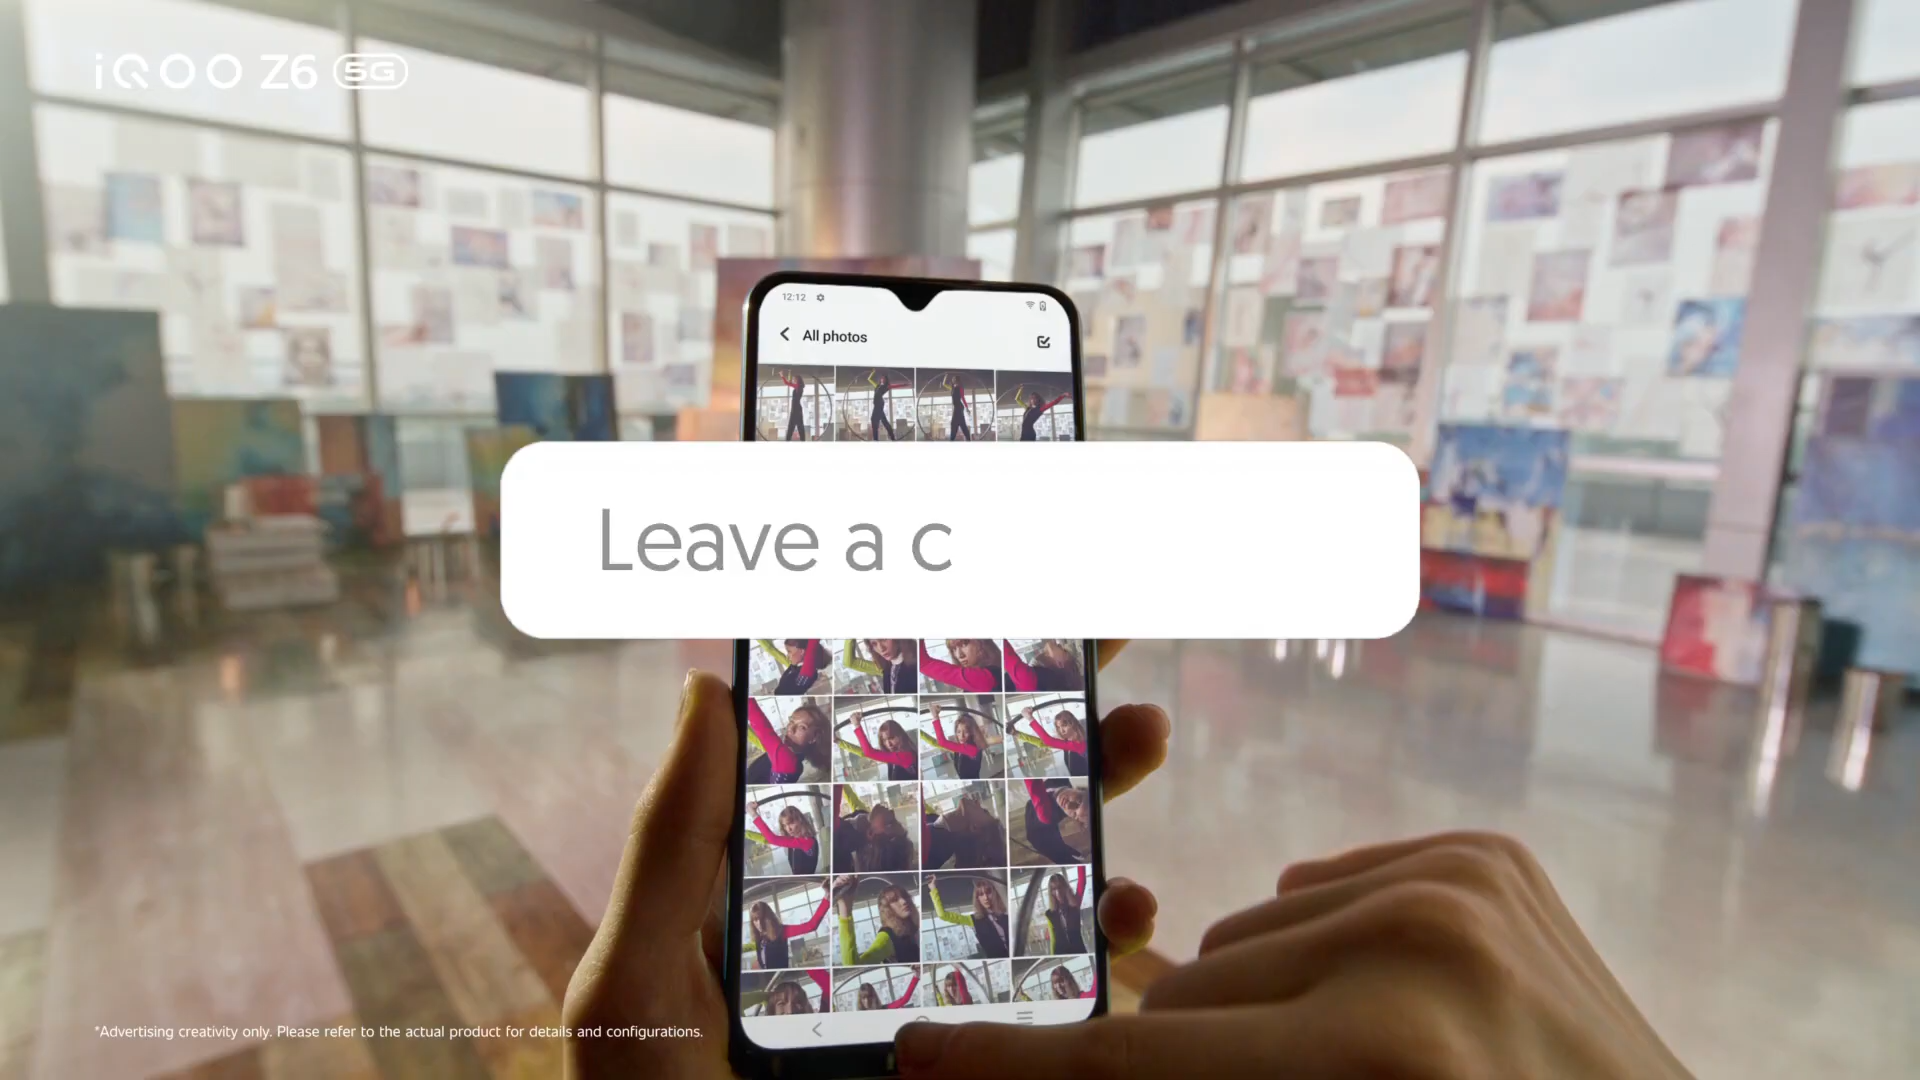 iQOO Z6 5G
12:12
All photos
Leave a c
*Advertising creativity only. Please refer to the actual product for details and configurations.